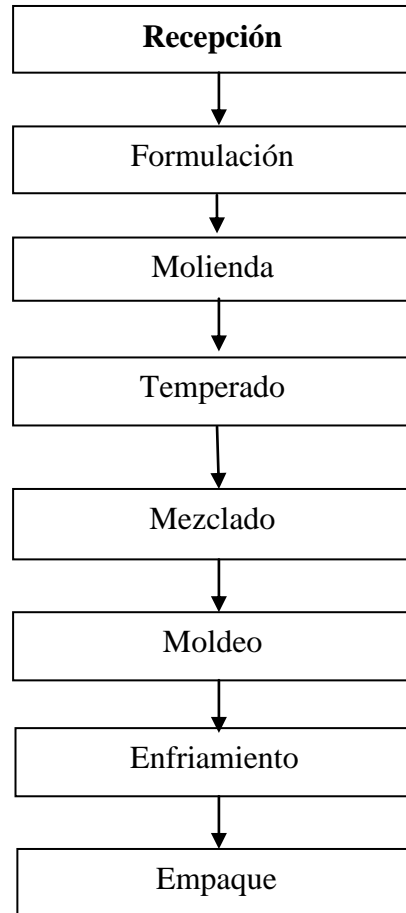 Recepción
Formulación
Molienda
Temperado
Mezclado
Moldeo
Enfriamiento
Empaque